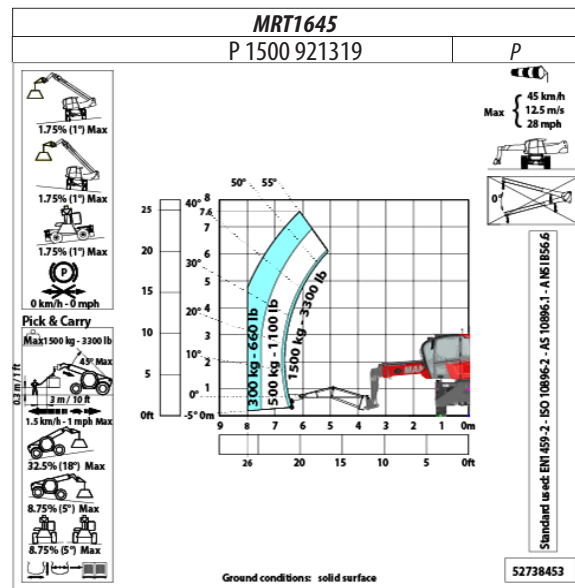 MRT1645
P 1500 921319
P
1.75% (1°) Max
1.75% (1°) Max
1.75% (1°) Max
P
0 km/h - 0 mph
Pick & Carry
Max 1500 kg - 3300 lb
45° Max
0.3 m / 1 ft
3 m / 10 ft
1.5 km/h - 1 mph Max
32.5% (18°) Max
8.75% (5°) Max
8.75% (5°) Max
Max
45 km/h
12.5 m/s
28 mph
0°
50° 55°
25 40° 8
7.6
7
20 6
30°
15 20° 5
4
10 10° 3
2
5 0° 1
0ft -5° 0m
300 kg - 660 lb
500 kg - 1100 lb
1500 kg - 3300 lb
9 8 7 6 5 4 3 2 1 0m
26 20 15 10 5 0ft
Standard used: EN1459-2 - ISO 10896-2 - AS 10896.1 - ANSI B56.6
Ground conditions: solid surface
52738453